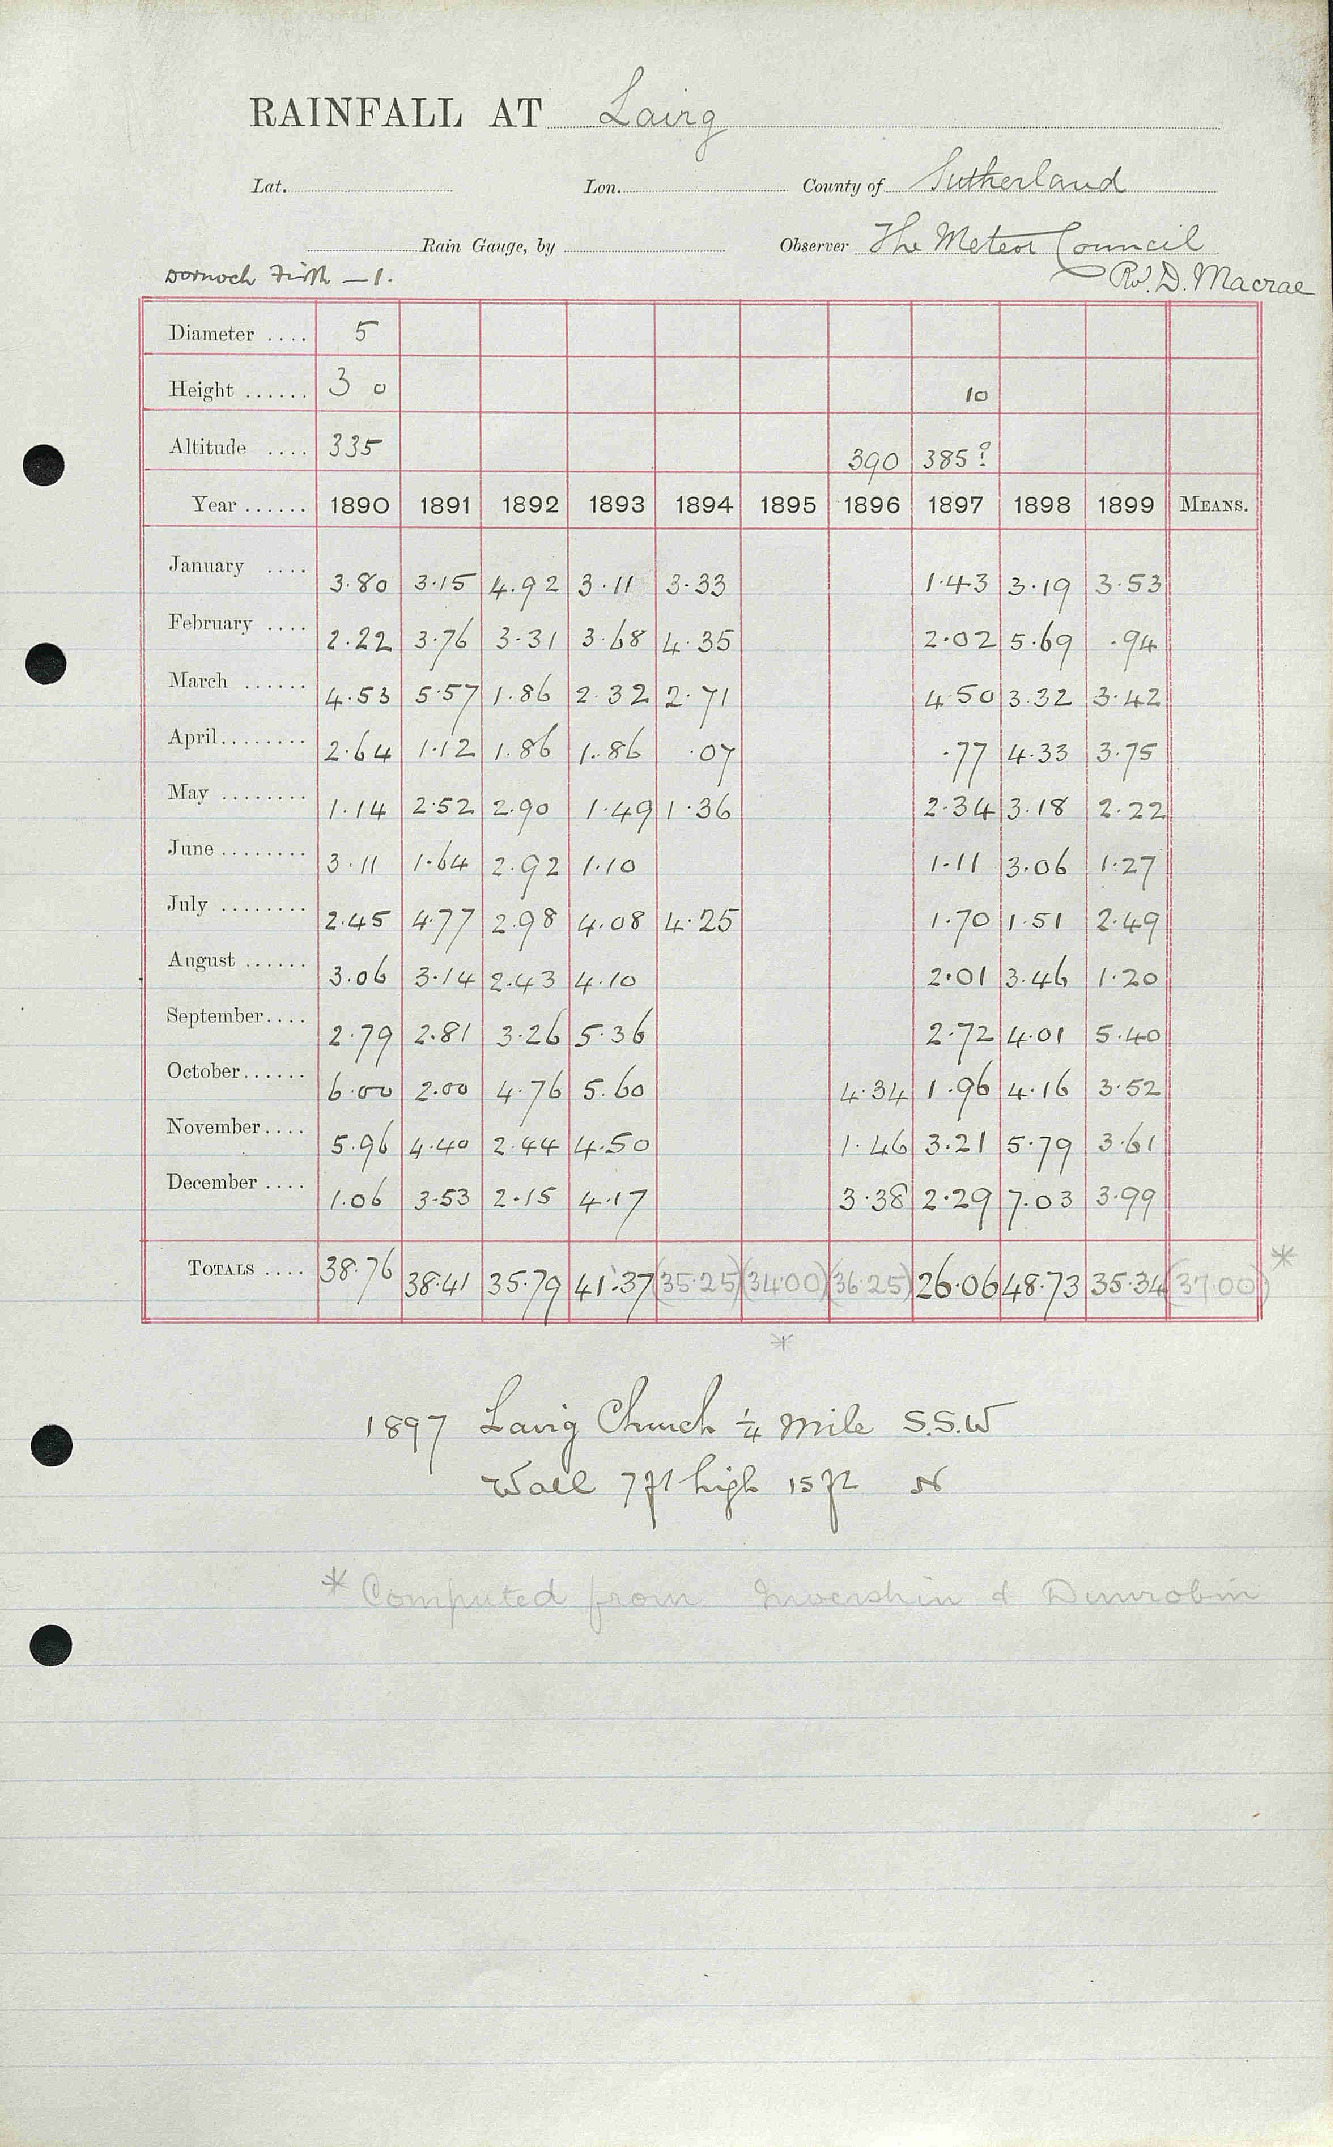 RAINFALL AT Lairg
Lat. Lon. County of Sutherland
Rain Gauge, by Observer The Meteor Council
Dornoch Firth — 1. Rev. D. Macrae
Diameter .... 5
Height ...... 3 0 10
Altitude .... 335 390 385?
Year ...... 1890 1891 1892 1893 1894 1895 1896 1897 1898 1899 MEANS.
January .... 3.80 3.15 4.92 3.11 3.33 1.43 3.19 3.53
February .... 2.22 3.76 3.31 3.68 4.35 2.02 5.69 .94
March ...... 4.53 5.57 1.86 2.32 2.71 4.50 3.32 3.42
April........ 2.64 1.12 1.86 1.86 .07 .77 4.33 3.75
May ........ 1.14 2.52 2.90 1.49 1.36 2.34 3.18 2.22
June ........ 3.11 1.64 2.92 1.10 1.11 3.06 1.27
July ........ 2.45 4.77 2.98 4.08 4.25 1.70 1.51 2.49
August ...... 3.06 3.14 2.43 4.10 2.01 3.46 1.20
September.... 2.79 2.81 3.26 5.36 2.72 4.01 5.40
October...... 6.00 2.00 4.76 5.60 4.34 1.96 4.16 3.52
November.... 5.96 4.40 2.44 4.50 1.46 3.21 5.79 3.61
December .... 1.06 3.53 2.15 4.17 3.38 2.29 7.03 3.99
TOTALS .... 38.76 38.41 35.79 41.37 (35.25) (34.00) (36.25) 26.06 48.73 35.34 (37.00) *
*
1897 Lairg Church ¼ mile S.S.W
Wall 7 ft high 15 ft N
* Computed from Invershin & Dunrobin